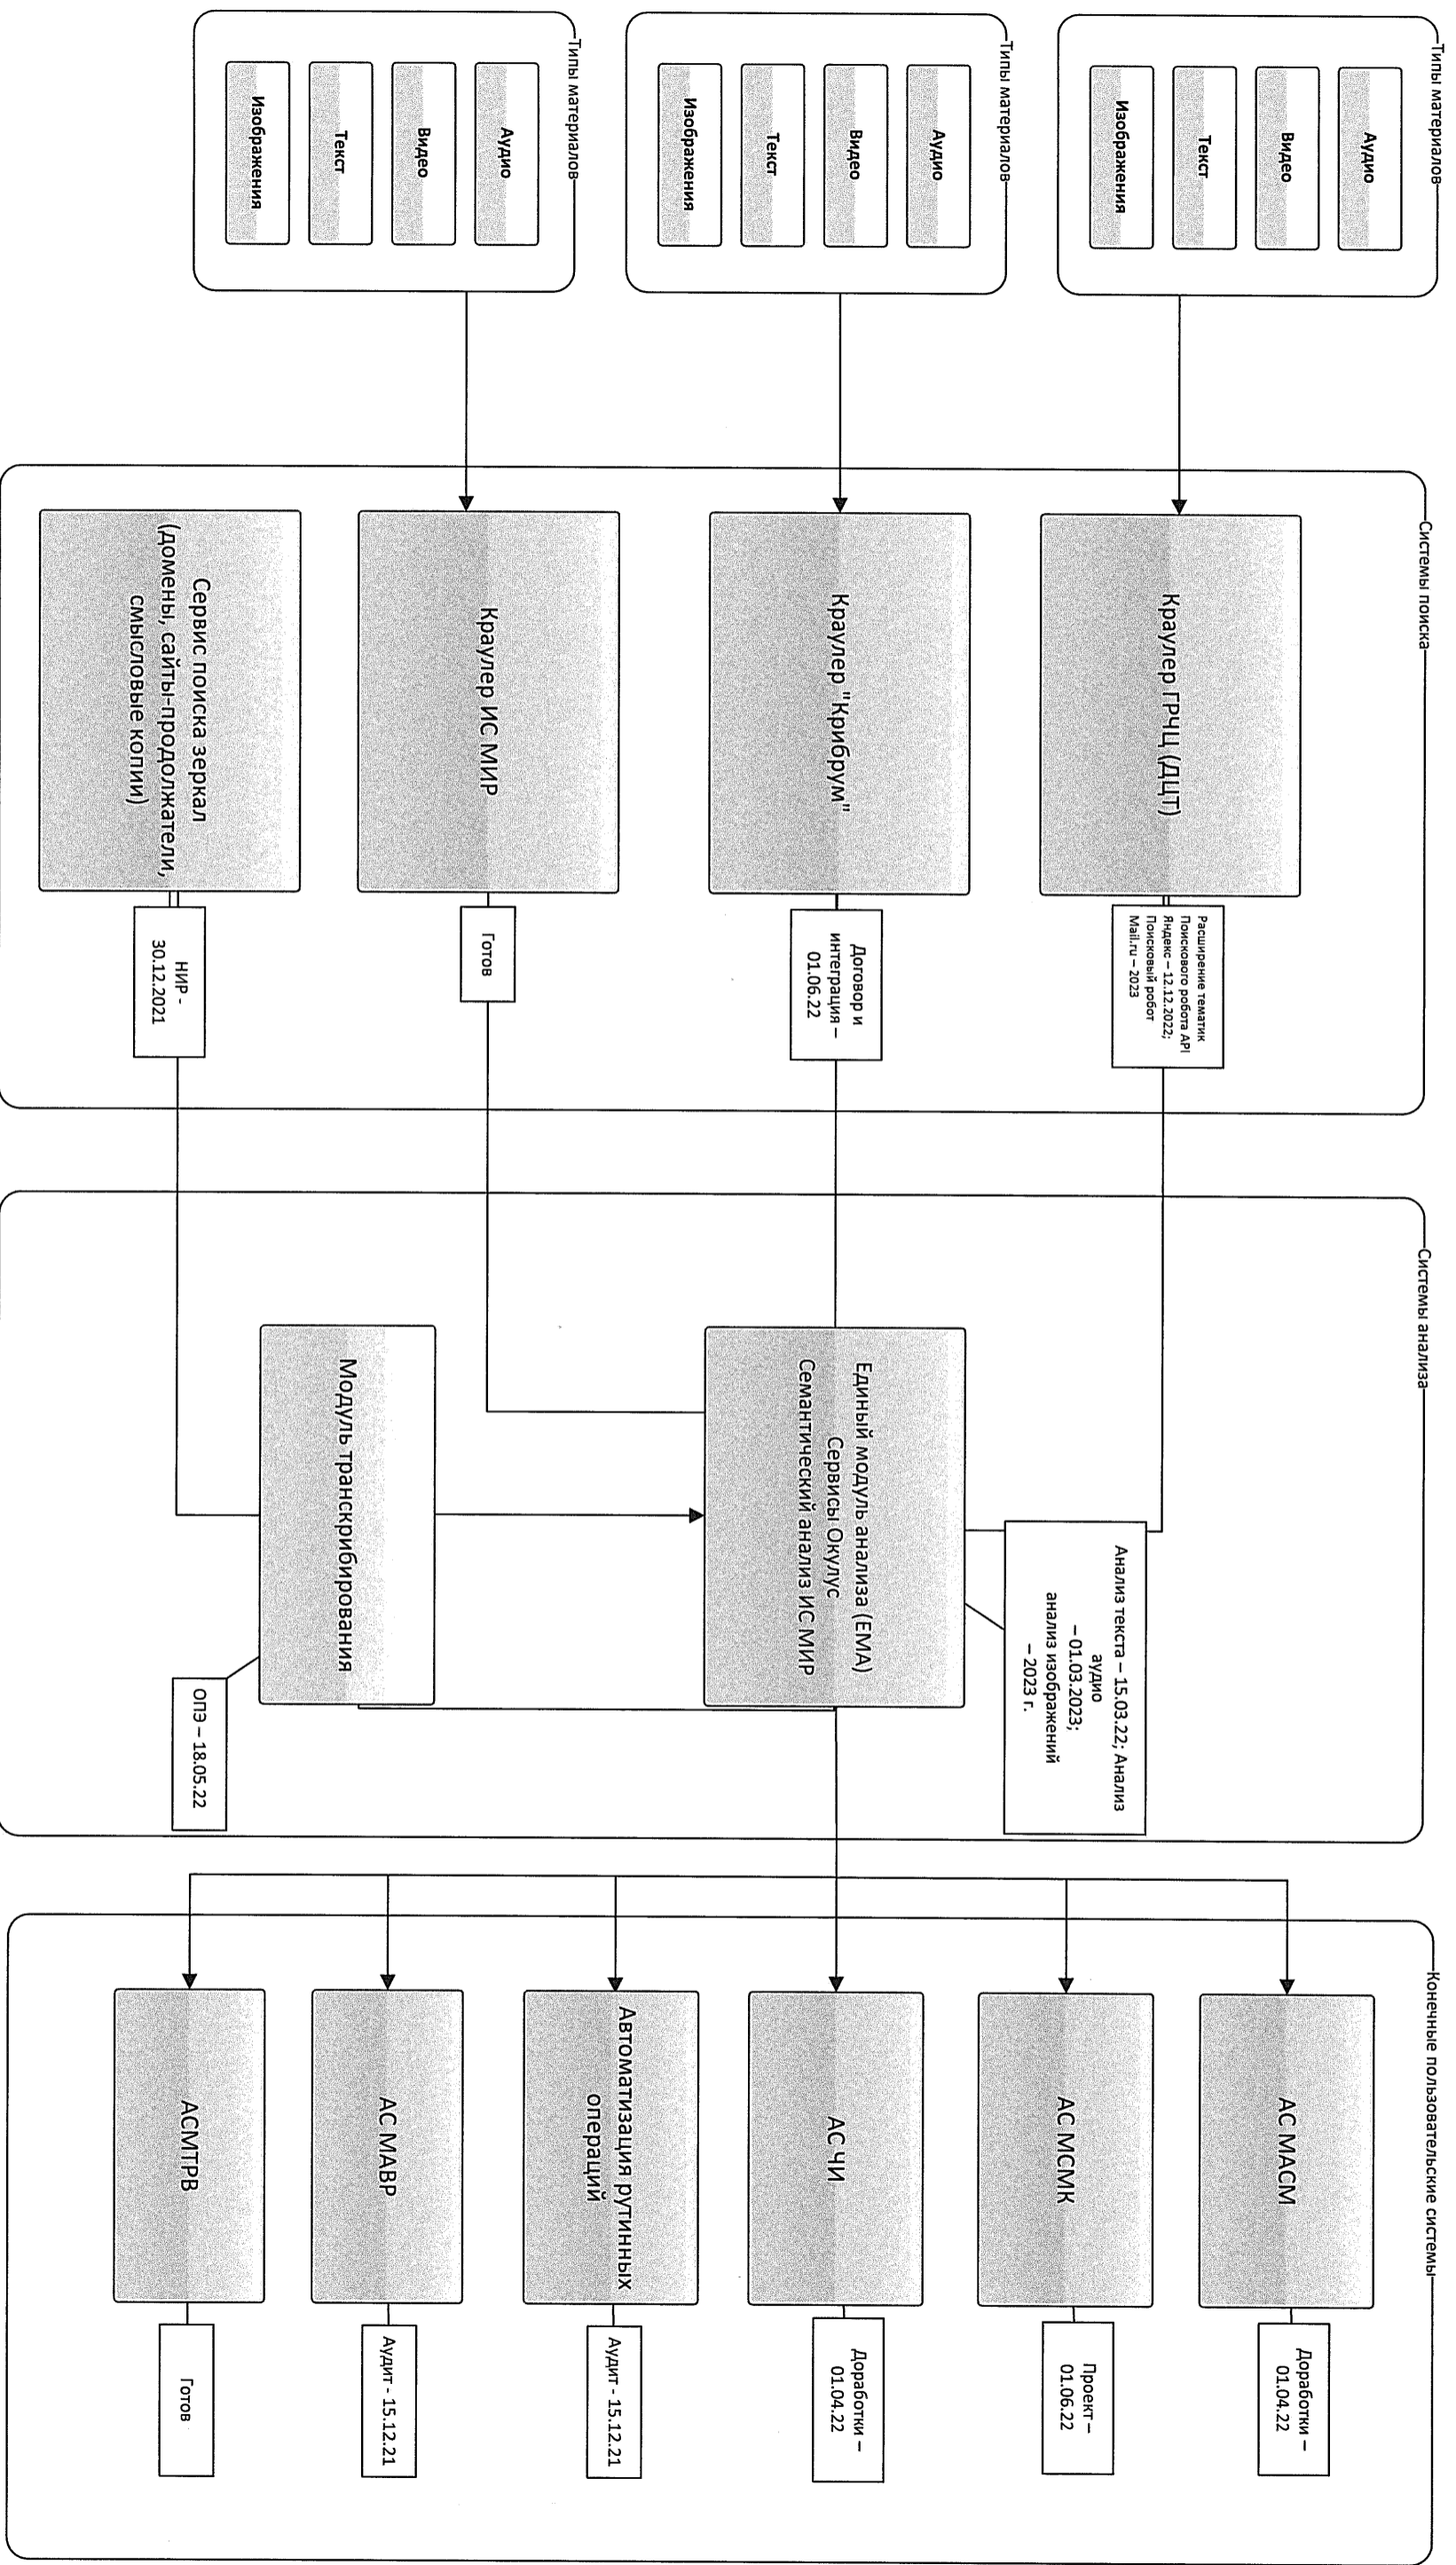 Типы материалов
Аудио
Видео
Текст
Изображения
Типы материалов
Аудио
Видео
Текст
Изображения
Типы материалов
Аудио
Видео
Текст
Изображения
Системы поиска
Краулер ГРЧЦ (ДЦТ)
Расширение тематик
Поискового робота API
Яндекс – 12.12.2022;
Поисковый робот
Mail.ru – 2023
Краулер "Крибрум"
Договор и
интеграция –
01.06.22
Краулер ИС МИР
Готов
Сервис поиска зеркал
(домены, сайты-продолжатели,
смысловые копии)
НИР -
30.12.2021
Системы анализа
Анализ текста – 15.03.22; Анализ
аудио
– 01.03.2023;
анализ изображений
– 2023 г.
Единый модуль анализа (ЕМА)
Сервисы Окулус
Семантический анализ ИС МИР
Модуль транскрибирования
ОПЭ – 18.05.22
Конечные пользовательские системы
АС МАСМ
Доработки –
01.04.22
АС МСМК
Проект –
01.06.22
АС ЧИ
Доработки –
01.04.22
Автоматизация рутинных
операций
Аудит - 15.12.21
АС МАВР
Аудит - 15.12.21
АСМТРВ
Готов